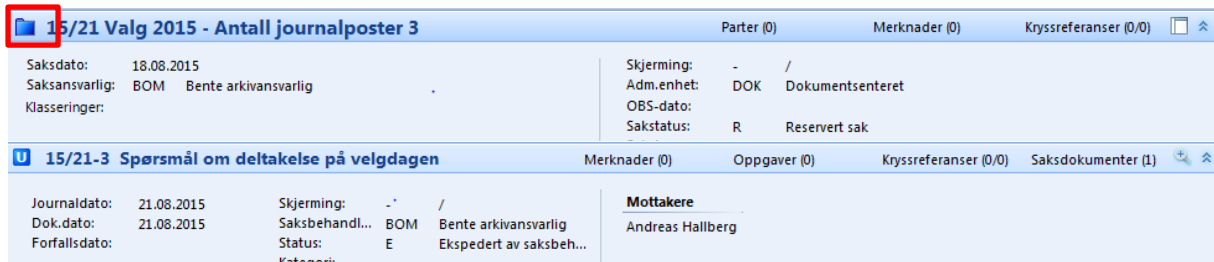 15/21 Valg 2015 - Antall journalposter 3 Parter (0) Merknader (0) Kryssreferanser (0/0)
Saksdato: 18.08.2015 Skjerming: - /
Saksansvarlig: BOM Bente arkivansvarlig Adm.enhet: DOK Dokumentsenteret
Klasseringer: OBS-dato:
Sakstatus: R Reservert sak
U 15/21-3 Spørsmål om deltakelse på velgdagen Merknader (0) Oppgaver (0) Kryssreferanser (0/0) Saksdokumenter (1)
Journaldato: 21.08.2015 Skjerming: - / Mottakere
Dok.dato: 21.08.2015 Saksbehandl... BOM Bente arkivansvarlig Andreas Hallberg
Forfallsdato: Status: E Ekspedert av saksbeh...
Kategori: